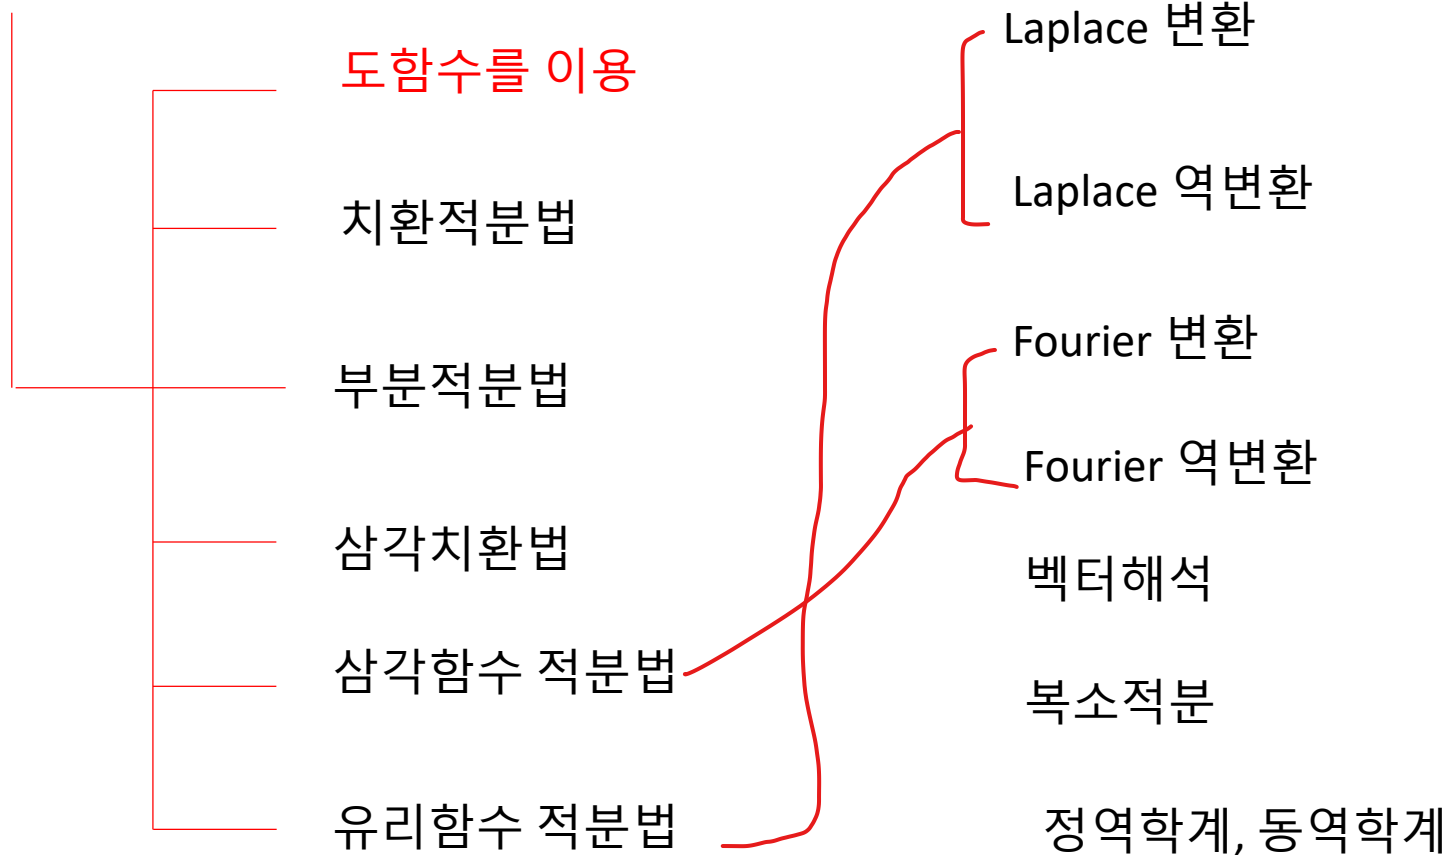 도함수를 이용
치환적분법
부분적분법
삼각치환법
삼각함수 적분법
유리함수 적분법
Laplace 변환
Laplace 역변환
Fourier 변환
Fourier 역변환
벡터해석
복소적분
정역학계, 동역학계